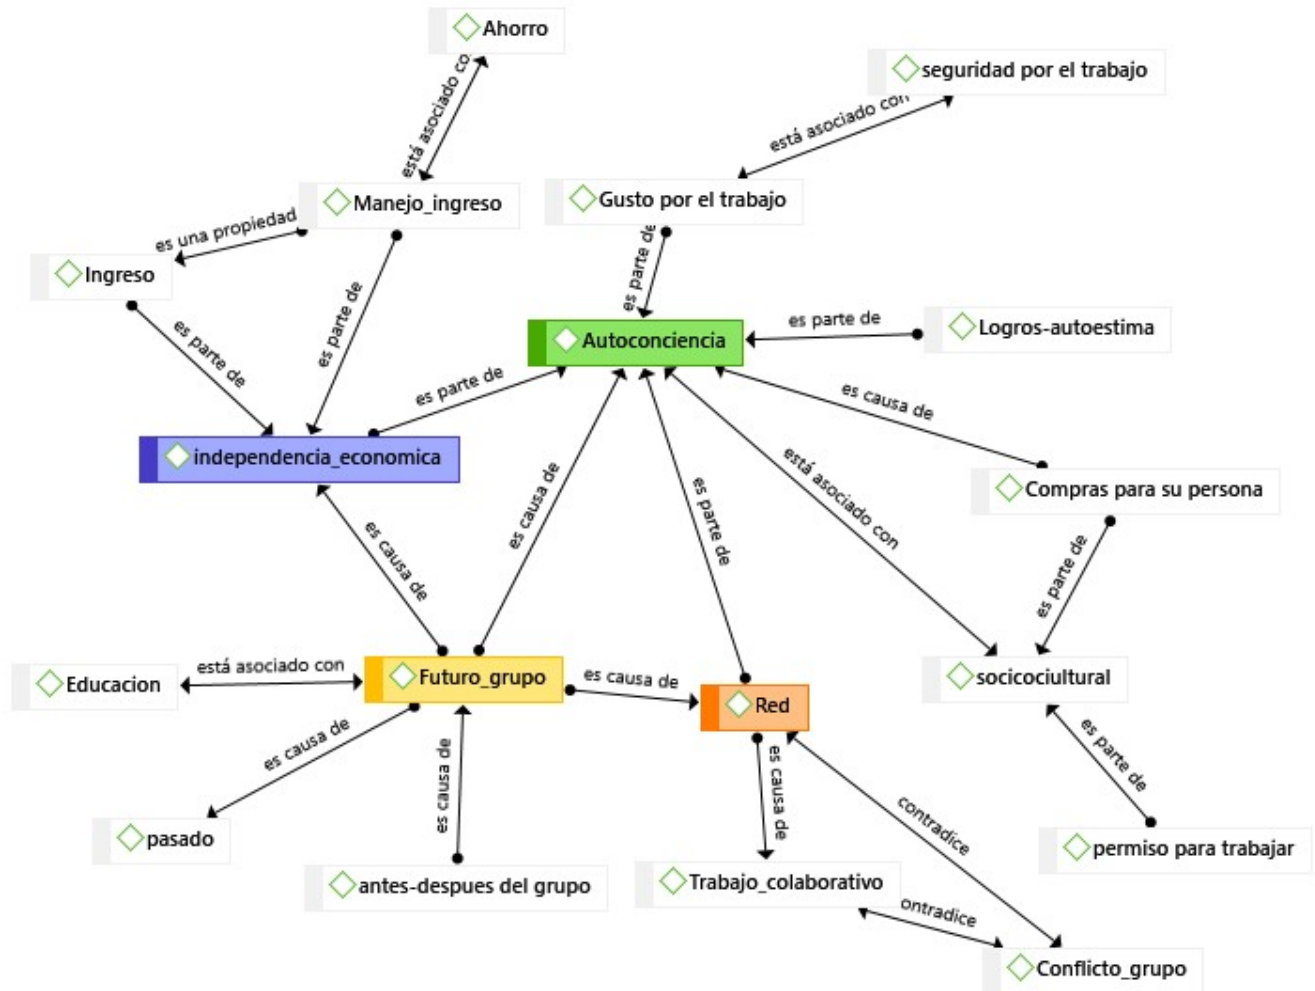 Ahorro
seguridad por el trabajo
está asociado co
está asociado con
Manejo_ingreso
Gusto por el trabajo
es una propiedad
Ingreso
es parte de
es parte de
es parte de
Autoconciencia
es parte de
Logros-autoestima
es parte de
es causa de
independencia_economica
está asociado con
Compras para su persona
es causa de
es parte de
es causa de
es parte de
Educacion
está asociado con
Futuro_grupo
es causa de
Red
socicociultural
es causa de
es causa de
es causa de
es parte de
pasado
contradice
permiso para trabajar
antes-despues del grupo
Trabajo_colaborativo
ontradice
Conflicto_grupo